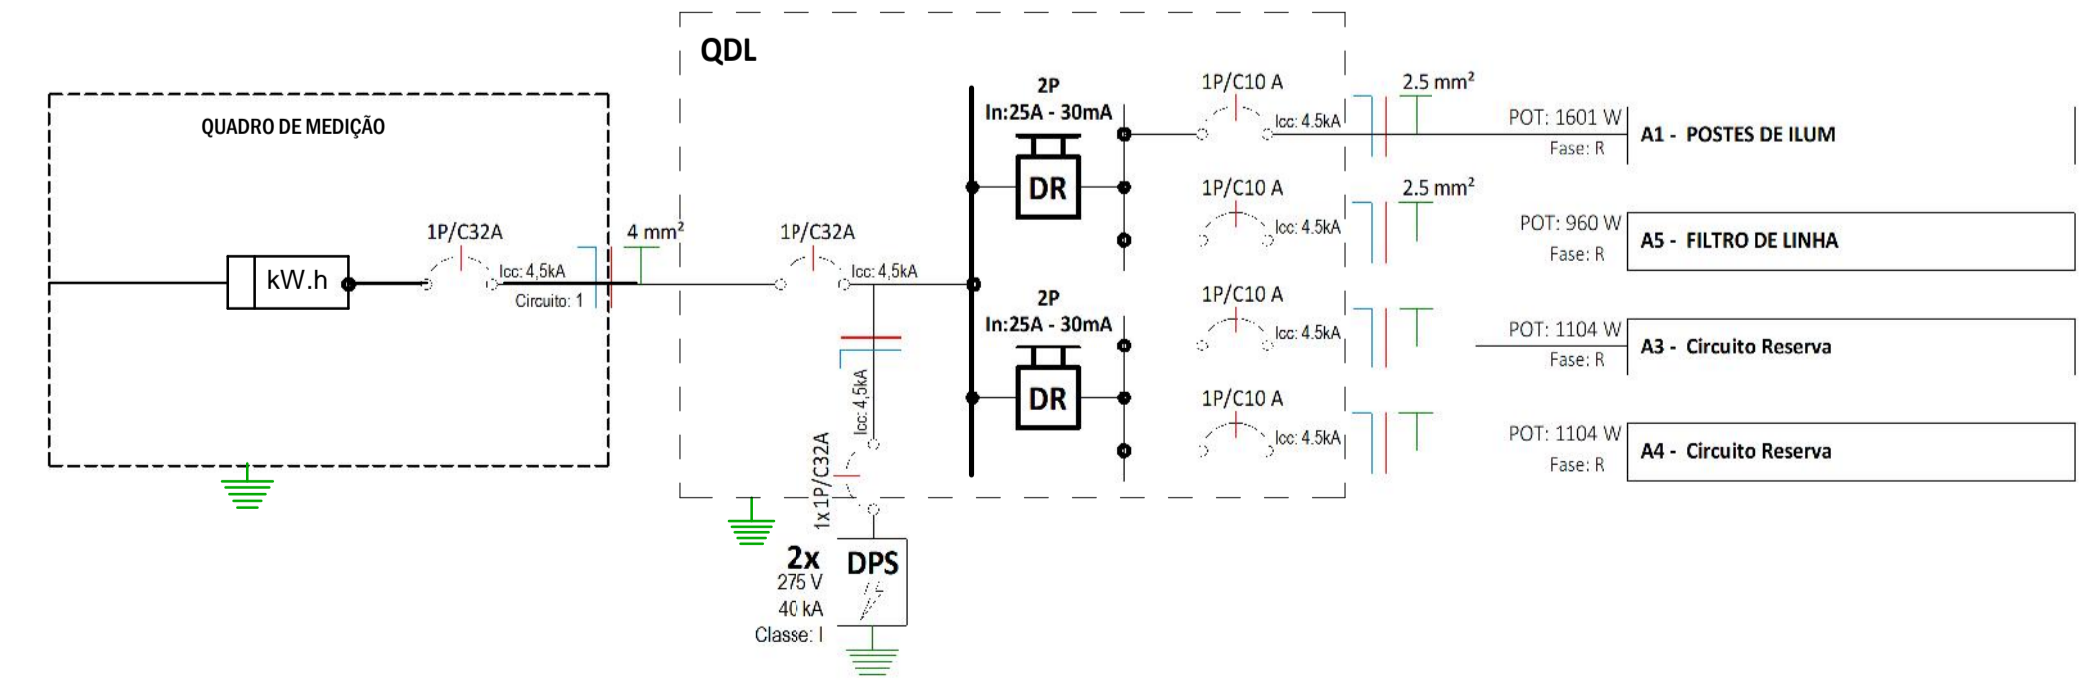 QDL
QUADRO DE MEDIÇÃO
kW.h
1P/C32A
Icc: 4,5kA
Circuito: 1
4 mm²
1P/C32A
Icc: 4,5kA
Icc: 4,5kA
1x 1P/C32A
2x
275 V
40 kA
Classe: I
DPS
2P
In:25A - 30mA
DR
2P
In:25A - 30mA
DR
1P/C10 A
Icc: 4.5kA
2.5 mm²
POT: 1601 W
Fase: R
A1 - POSTES DE ILUM
1P/C10 A
Icc: 4.5kA
2.5 mm²
POT: 960 W
Fase: R
A5 - FILTRO DE LINHA
1P/C10 A
Icc: 4.5kA
POT: 1104 W
Fase: R
A3 - Circuito Reserva
1P/C10 A
Icc: 4.5kA
POT: 1104 W
Fase: R
A4 - Circuito Reserva